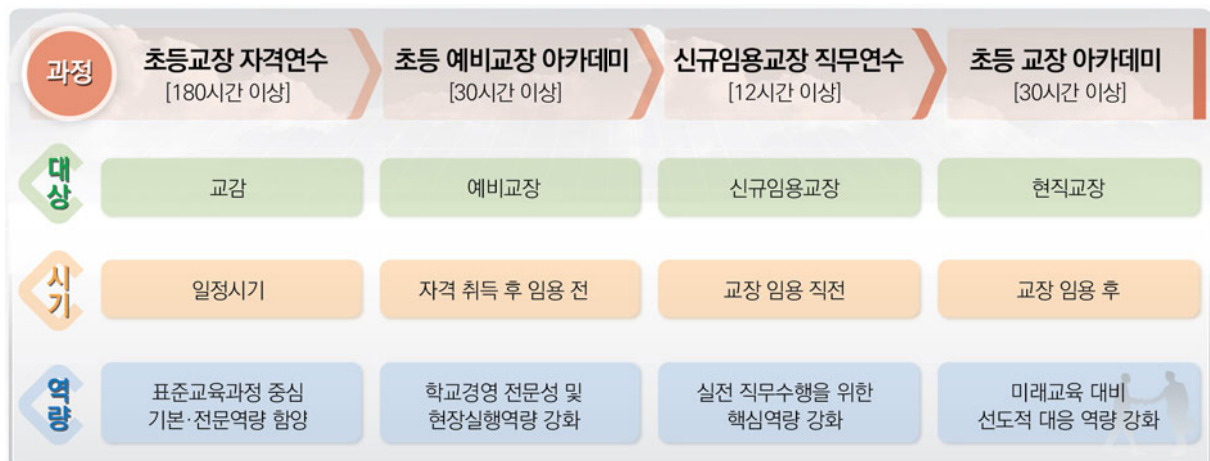 과정
초등교장 자격연수
[180시간 이상]
초등 예비교장 아카데미
[30시간 이상]
신규임용교장 직무연수
[12시간 이상]
초등 교장 아카데미
[30시간 이상]
대상
교감
예비교장
신규임용교장
현직교장
시기
일정시기
자격 취득 후 임용 전
교장 임용 직전
교장 임용 후
역량
표준교육과정 중심
기본·전문역량 함양
학교경영 전문성 및
현장실행역량 강화
실전 직무수행을 위한
핵심역량 강화
미래교육 대비
선도적 대응 역량 강화